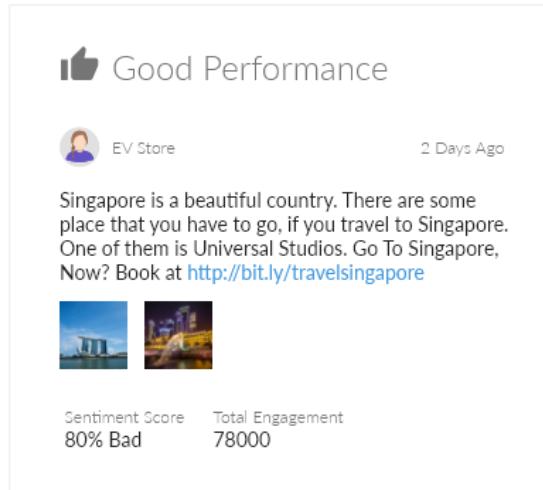 Good Performance
EV Store
2 Days Ago
Singapore is a beautiful country. There are some
place that you have to go, if you travel to Singapore.
One of them is Universal Studios. Go To Singapore,
Now? Book at http://bit.ly/travelsingapore
Sentiment Score
80% Bad
Total Engagement
78000